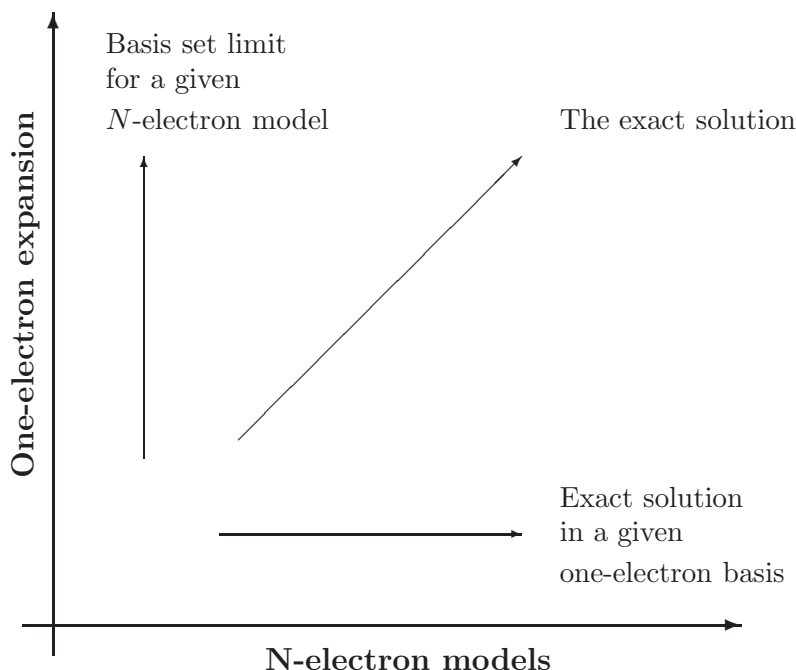 Basis set limit
for a given
N-electron model
The exact solution
One-electron expansion
Exact solution
in a given
one-electron basis
N-electron models